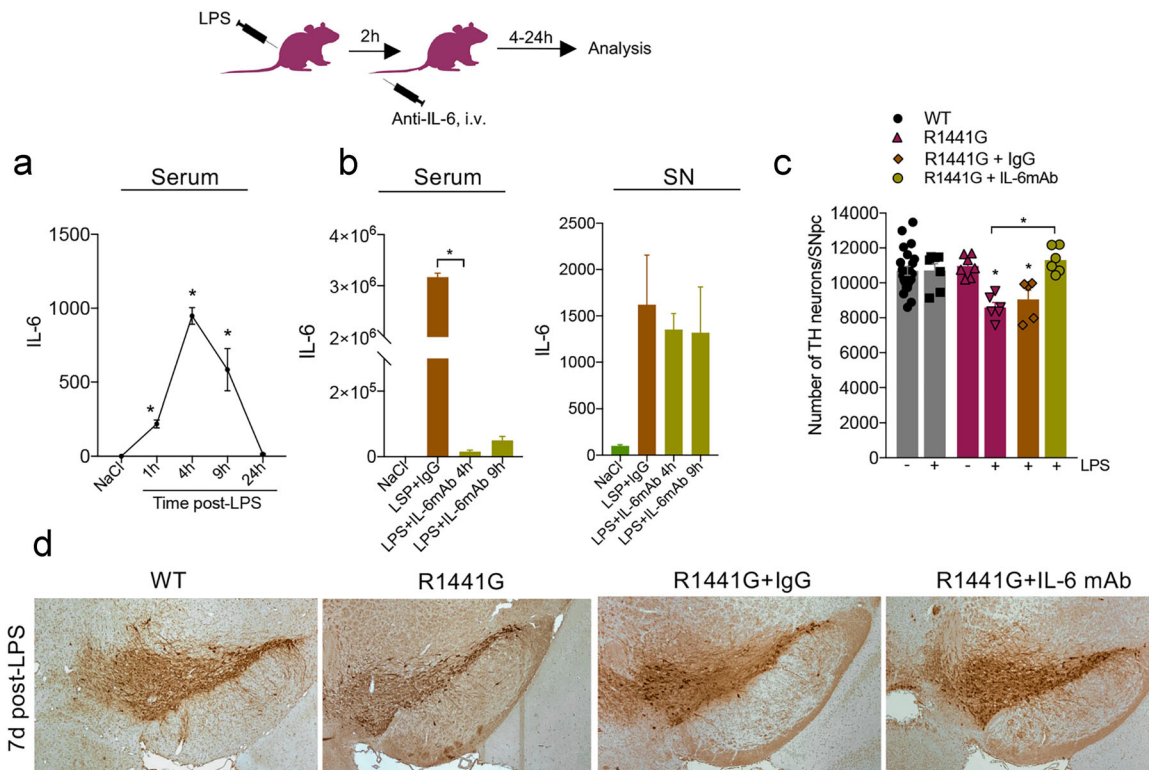 LPS
2h
4-24h
Analysis
Anti-IL-6, i.v.
WT
R1441G
R1441G + IgG
R1441G + IL-6mAb
a
Serum
IL-6
1500
1000
500
0
NaCl
1h
4h
9h
24h
Time post-LPS
b
Serum
IL-6
4×10⁶
3×10⁶
2×10⁶
2×10⁵
1×10⁵
0
*
NaCl
LSP+IgG
LPS+IL-6mAb 4h
LPS+IL-6mAb 9h
SN
IL-6
2500
2000
1500
1000
500
0
NaCl
LSP+IgG
LPS+IL-6mAb 4h
LPS+IL-6mAb 9h
c
Number of TH neurons/SNpc
14000
12000
10000
8000
6000
4000
2000
0
*
* *
- + - + + + LPS
d
WT
R1441G
R1441G+IgG
R1441G+IL-6 mAb
7d post-LPS